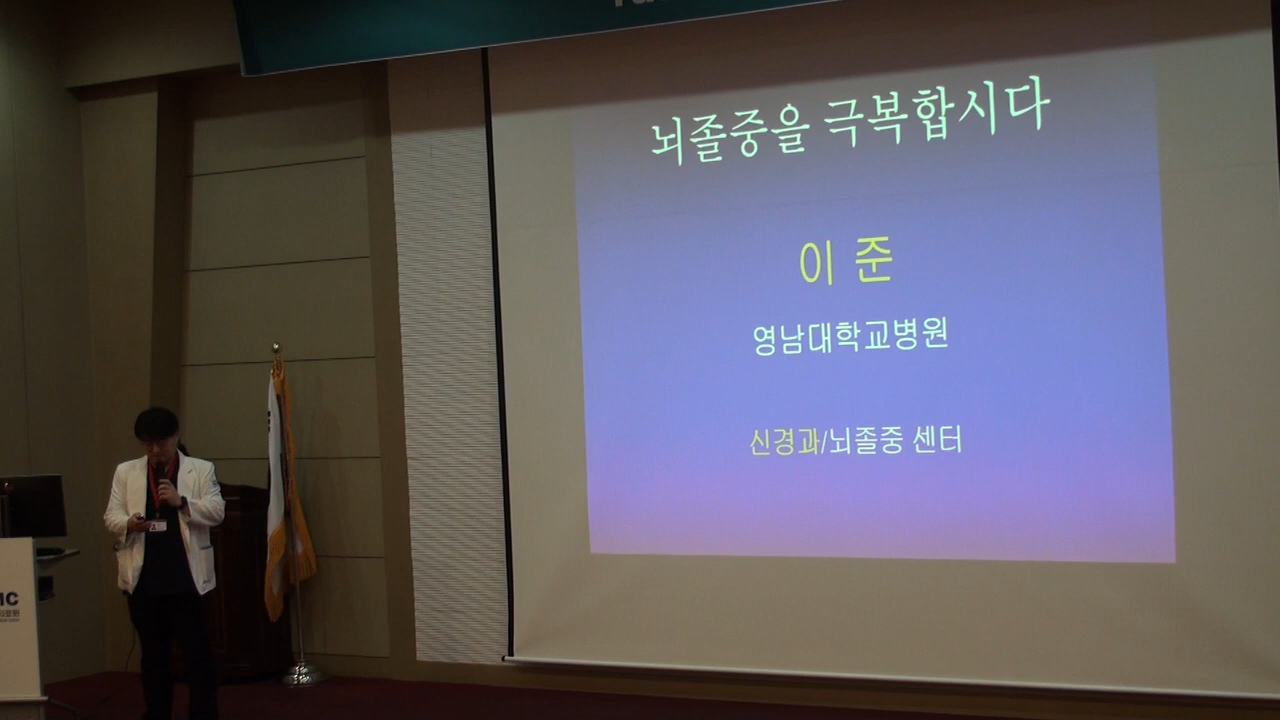 뇌졸중을 극복합시다
이 준
영남대학교병원
신경과/뇌졸중 센터